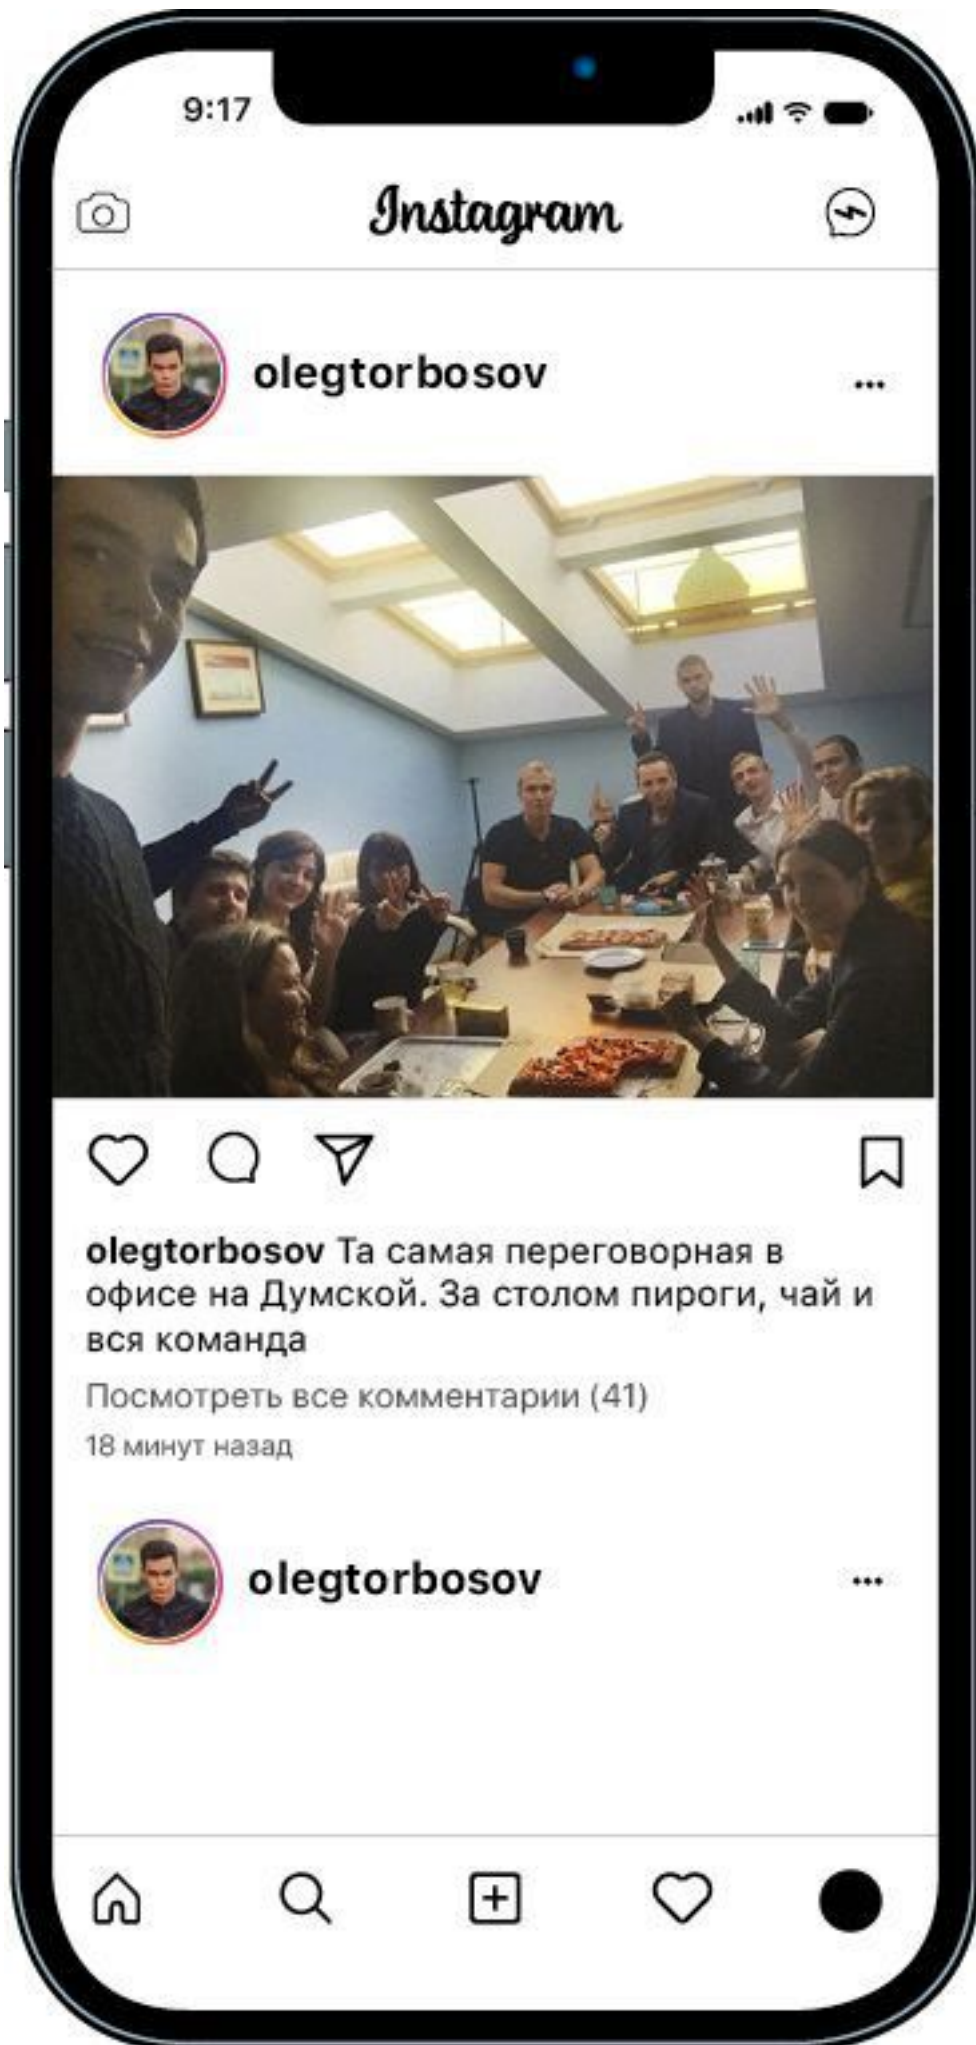 9:17
Instagram
olegtorbosov
olegtorbosov Та самая переговорная в
офисе на Думской. За столом пироги, чай и
вся команда
Посмотреть все комментарии (41)
18 минут назад
olegtorbosov